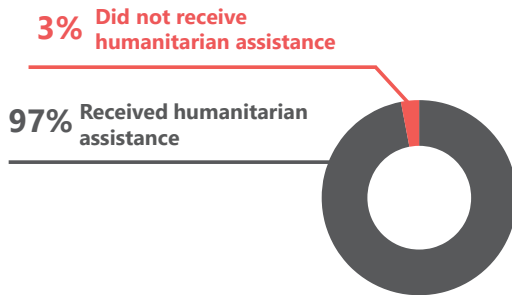 3% Did not receive
humanitarian assistance
97% Received humanitarian
assistance